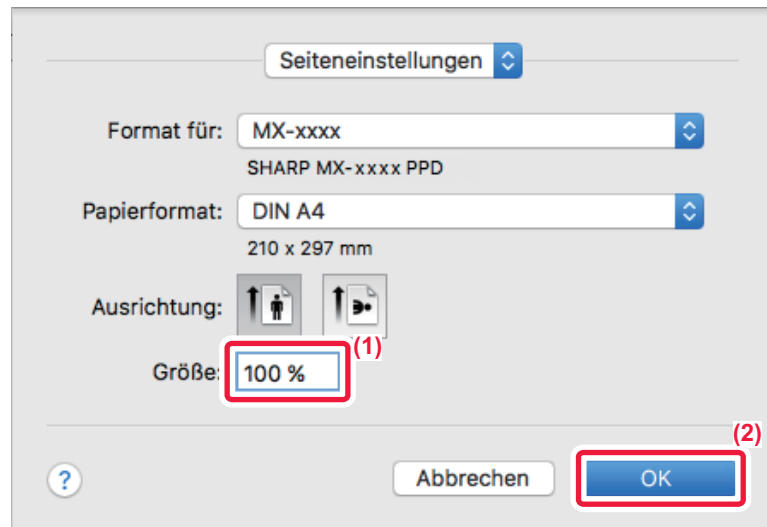 Seiteneinstellungen
Format für: MX-xxxx
SHARP MX-xxxx PPD
Papierformat: DIN A4
210 x 297 mm
Ausrichtung:
(1)
Größe: 100 %
(2)
? Abbrechen OK